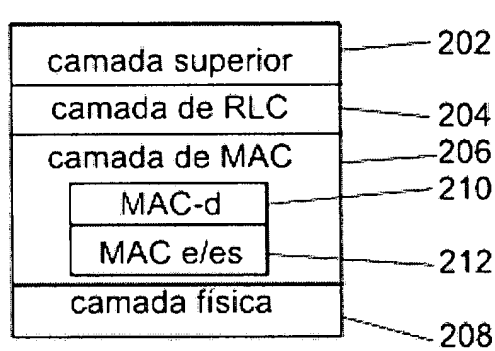 camada superior 202
camada de RLC 204
camada de MAC 206
MAC-d 210
MAC e/es 212
camada física 208